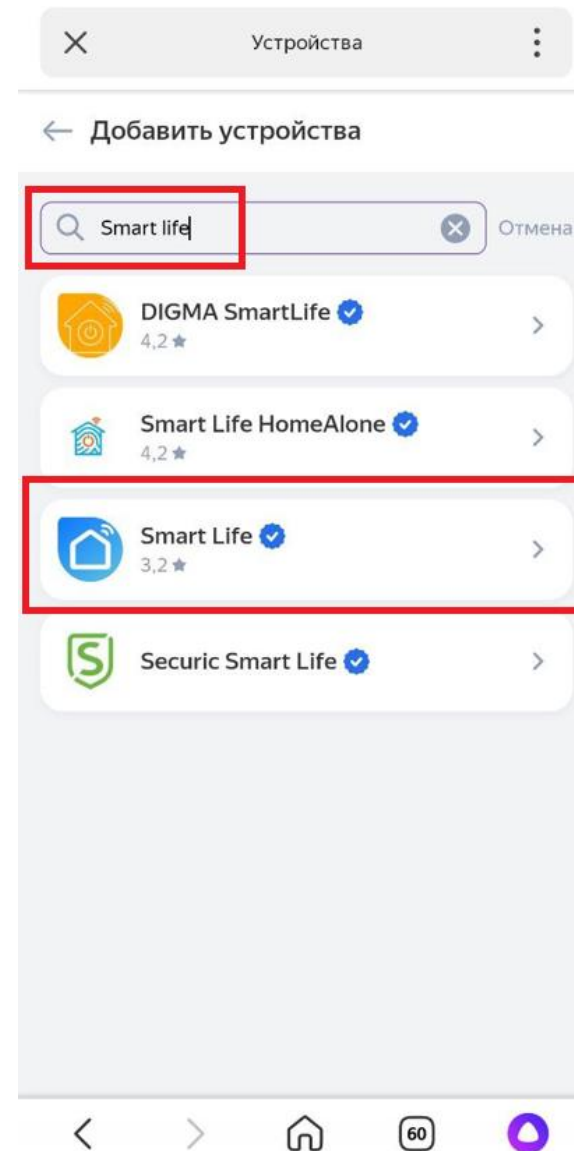 Устройства
Добавить устройства
Smart life
Отмена
DIGMA SmartLife
4,2
Smart Life HomeAlone
4,2
Smart Life
3,2
Securic Smart Life
60